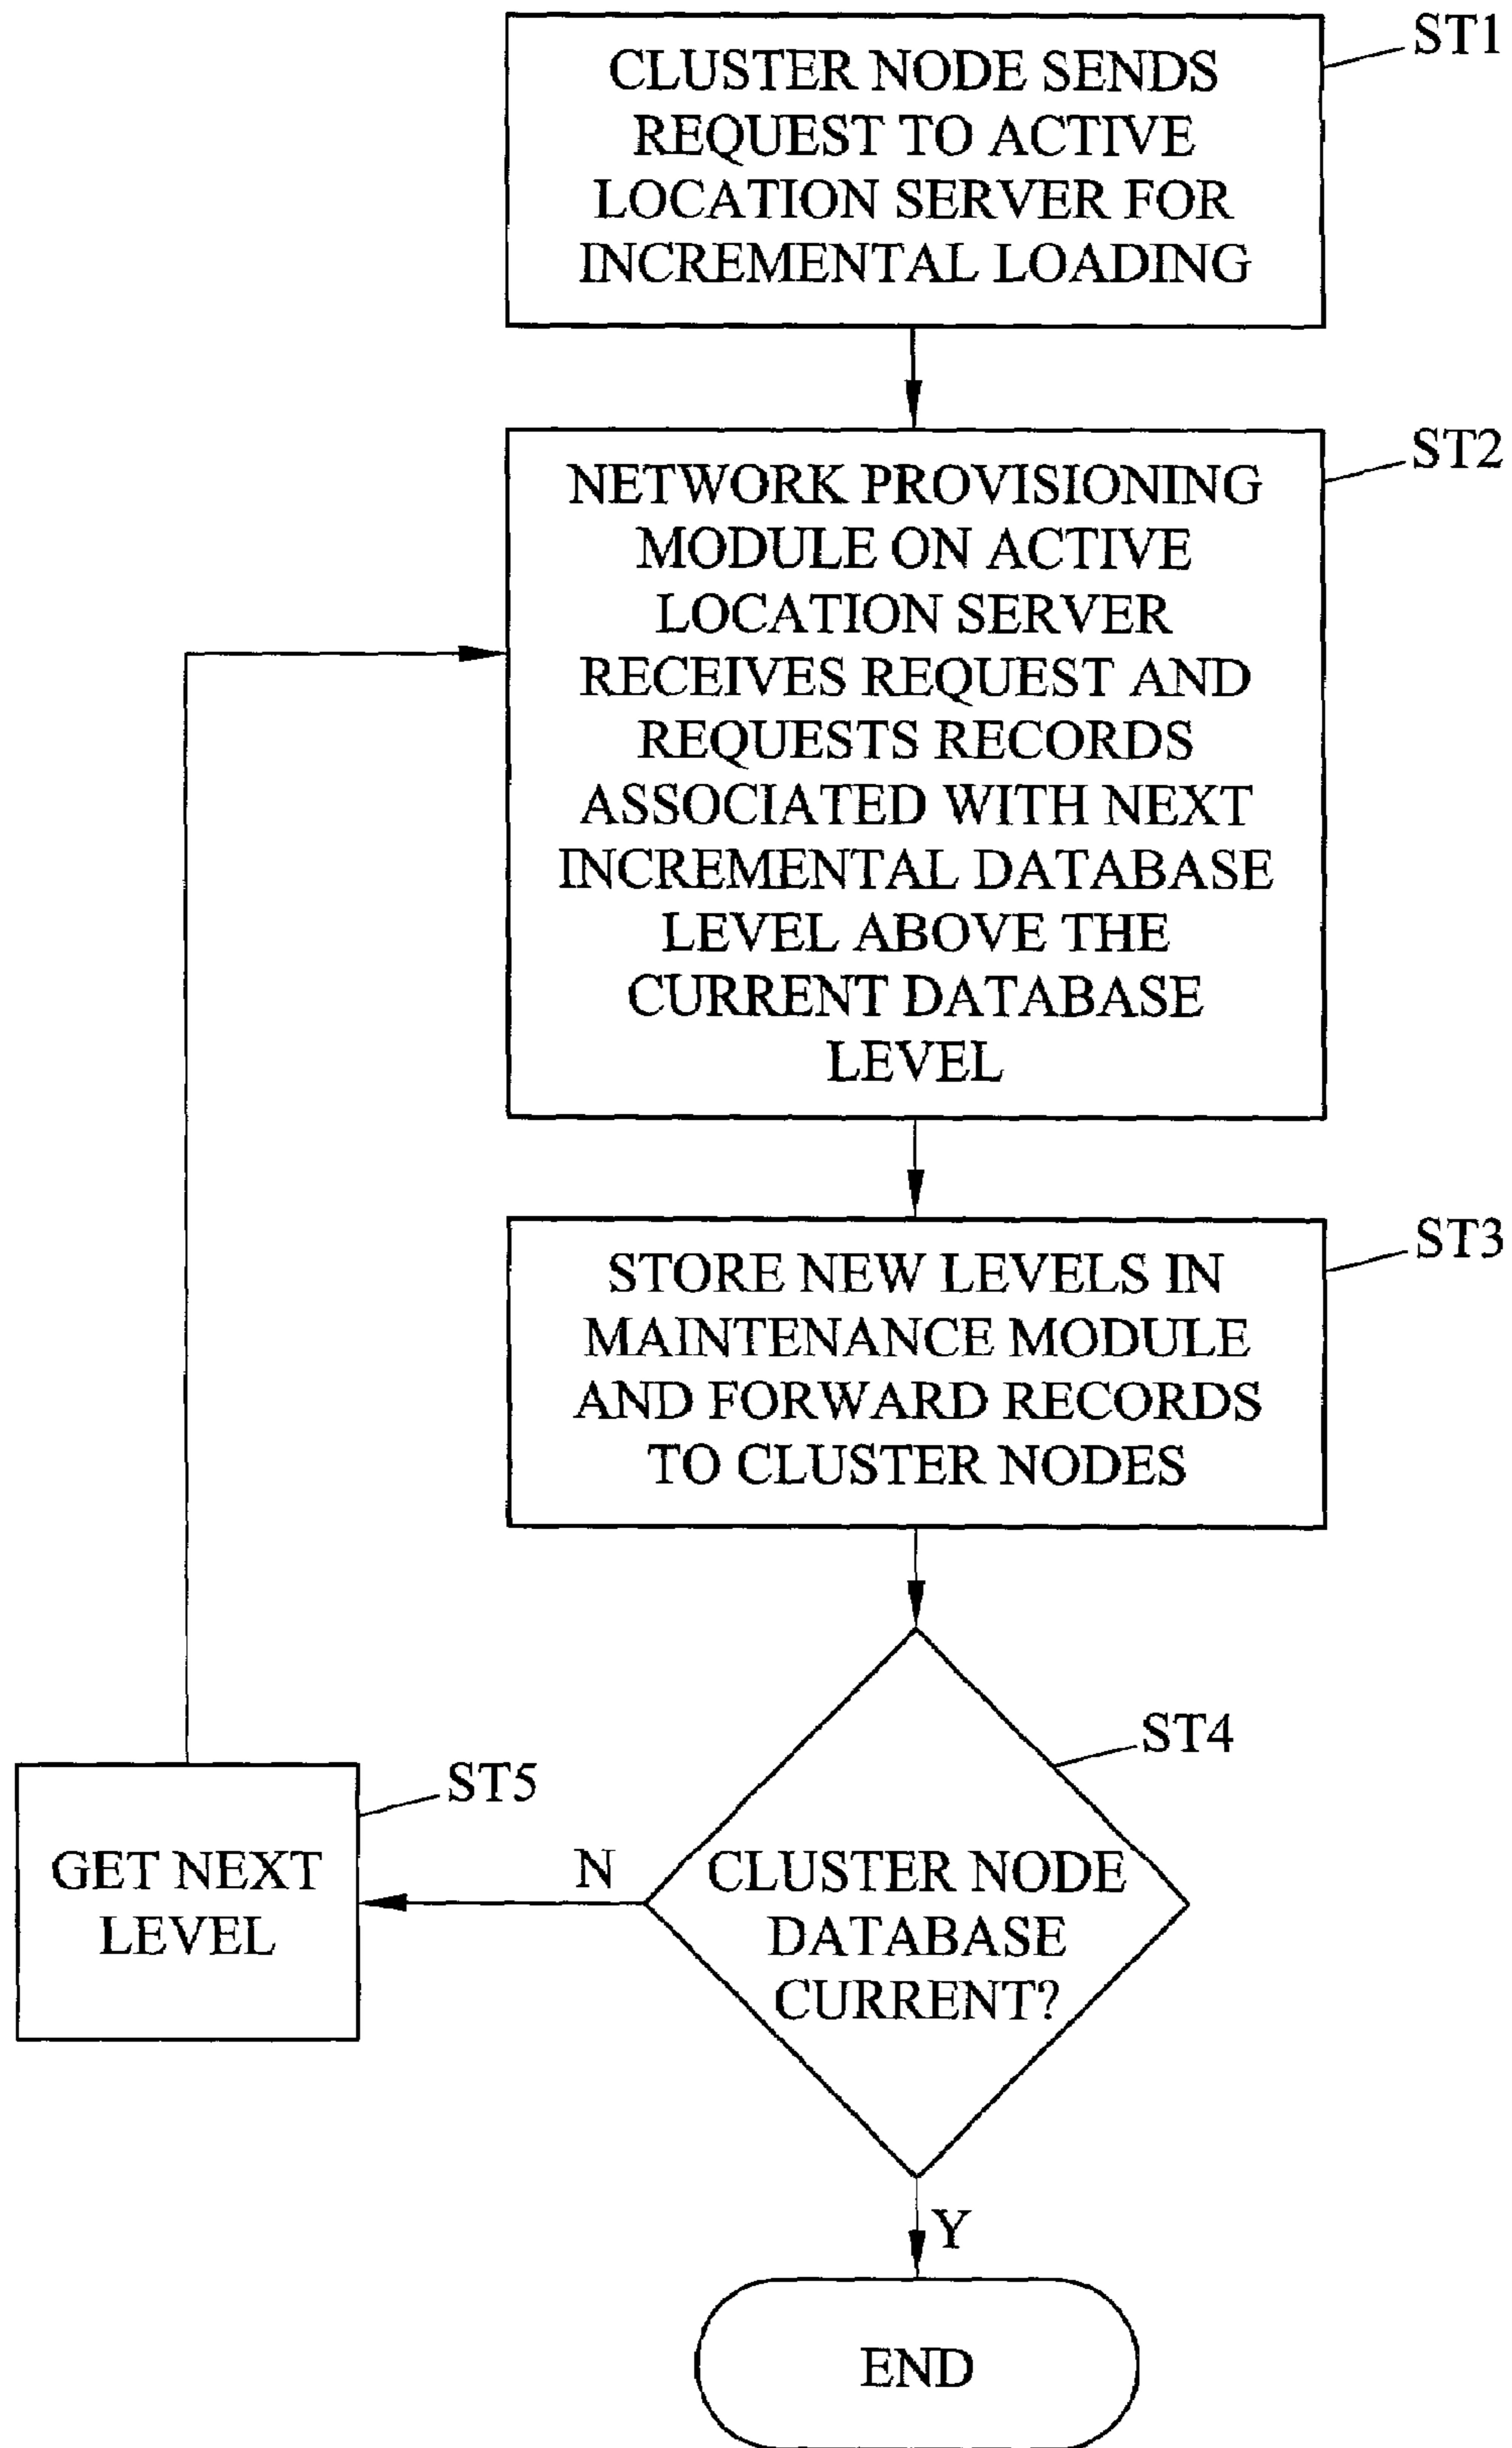 CLUSTER NODE SENDS
REQUEST TO ACTIVE
LOCATION SERVER FOR
INCREMENTAL LOADING
ST1
NETWORK PROVISIONING
MODULE ON ACTIVE
LOCATION SERVER
RECEIVES REQUEST AND
REQUESTS RECORDS
ASSOCIATED WITH NEXT
INCREMENTAL DATABASE
LEVEL ABOVE THE
CURRENT DATABASE
LEVEL
ST2
STORE NEW LEVELS IN
MAINTENANCE MODULE
AND FORWARD RECORDS
TO CLUSTER NODES
ST3
CLUSTER NODE
DATABASE
CURRENT?
ST4
N
GET NEXT
LEVEL
ST5
Y
END